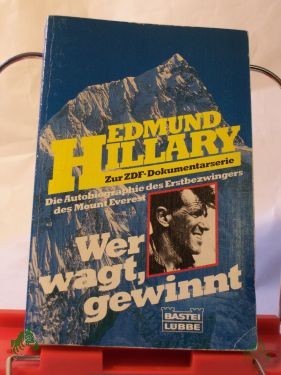 EDMUND
HILLARY
Zur ZDF-Dokumentarserie
Die Autobiographie des Erstbezwingers
des Mount Everest
Wer
wagt,
gewinnt
BASTEI
LÜBBE